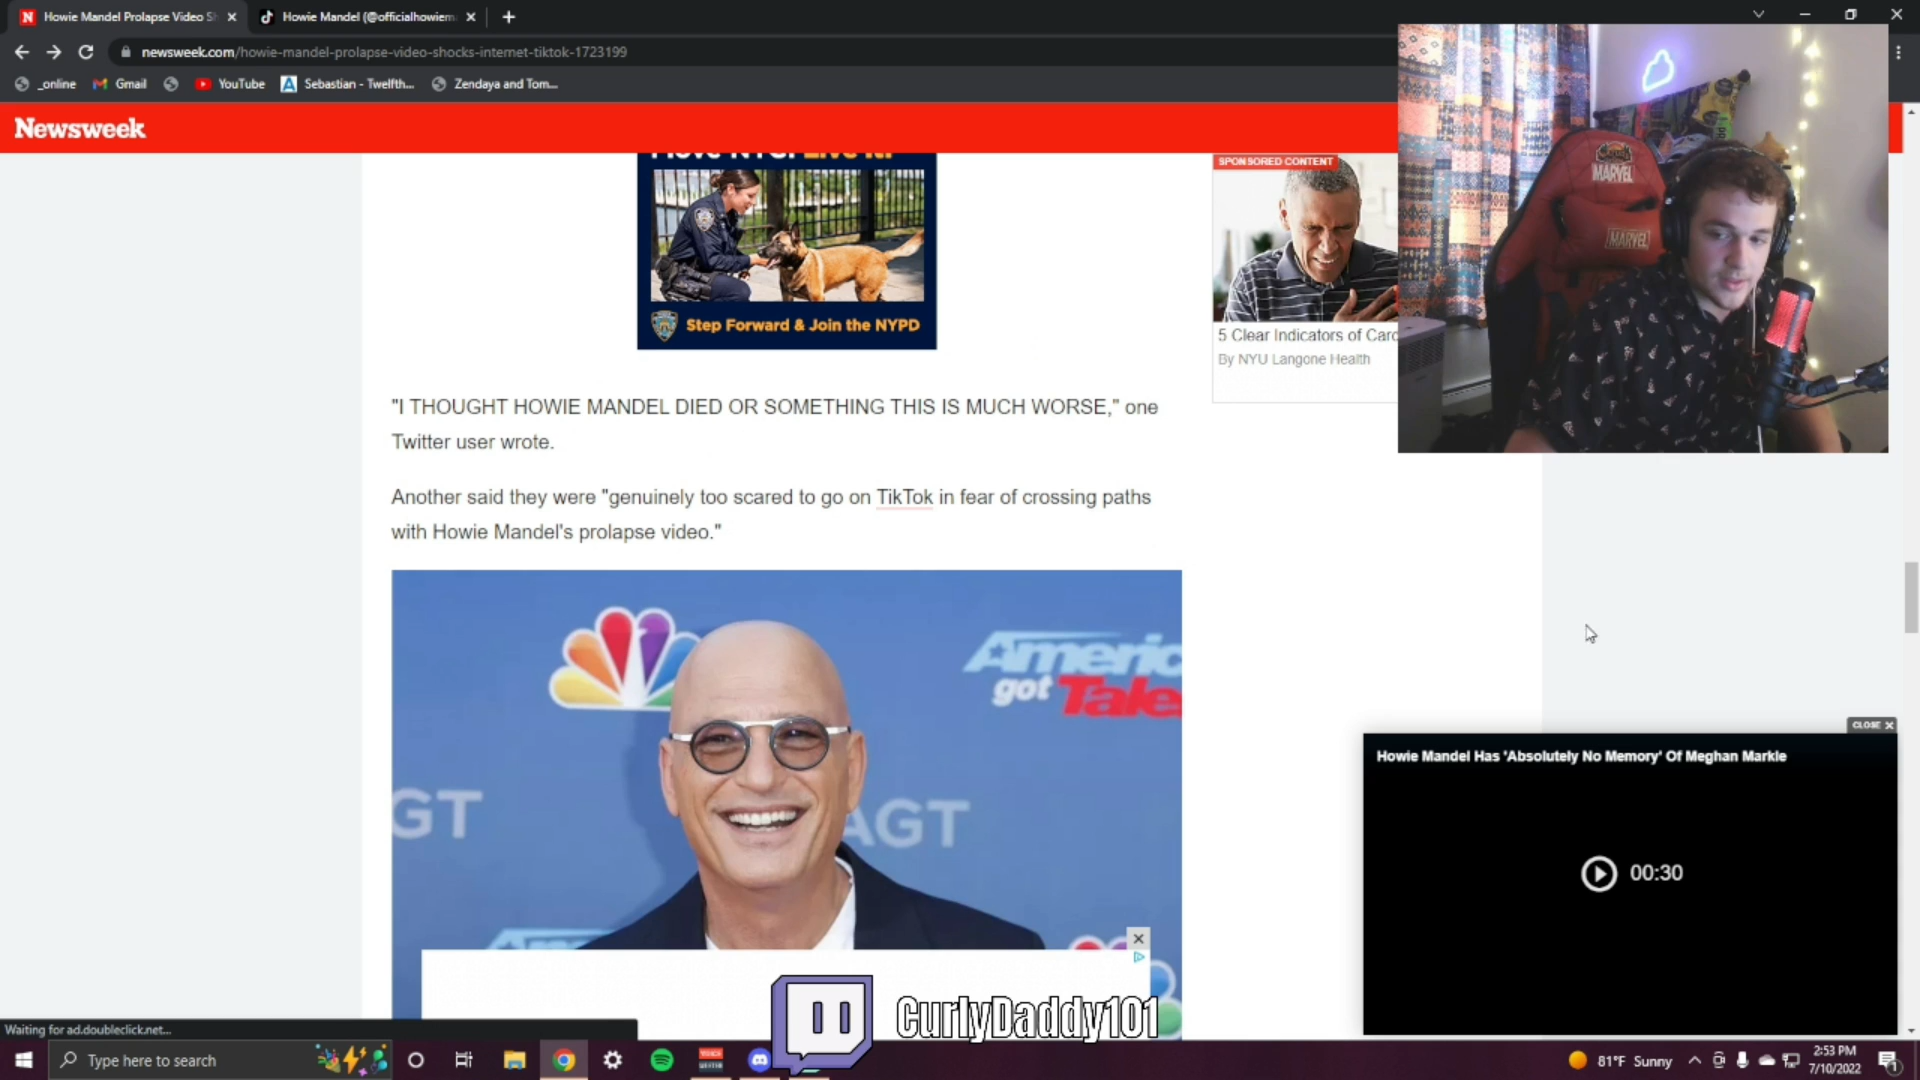 Howie Mandel Prolapse Video S
Howie Mandel (@officialhowiem
newsweek.com/howie-mandel-prolapse-video-shocks-internet-tiktok-1723199
_online
Gmail
YouTube
Sebastian - Twelfth...
Zendaya and Tom...
Newsweek
Step Forward & Join the NYPD
SPONSORED CONTENT
5 Clear Indicators of Carc
By NYU Langone Health
MARVEL
MARVEL
"I THOUGHT HOWIE MANDEL DIED OR SOMETHING THIS IS MUCH WORSE," one
Twitter user wrote.
Another said they were "genuinely too scared to go on TikTok in fear of crossing paths
with Howie Mandel's prolapse video."
Americ
got Tale
GT
AGT
CLOSE X
Howie Mandel Has 'Absolutely No Memory' Of Meghan Markle
00:30
CurlyDaddy101
Waiting for ad.doubleclick.net...
Type here to search
81°F Sunny
2:53 PM
7/10/2022
1